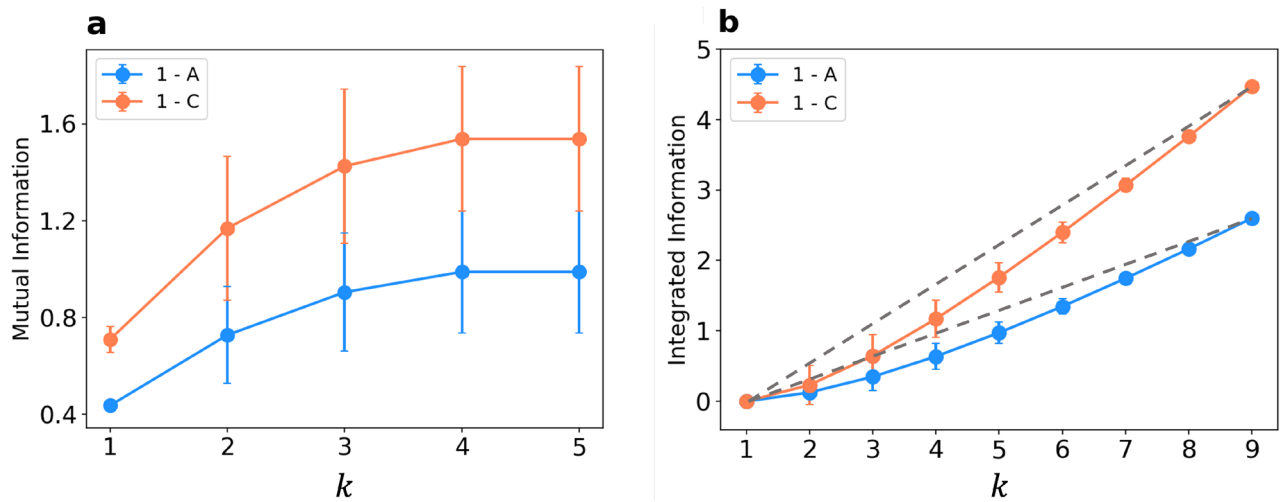 a
1 - A
1 - C
Mutual Information
1.6
1.2
0.8
0.4
1 2 3 4 5
k
b
1 - A
1 - C
Integrated Information
5
4
3
2
1
0
1 2 3 4 5 6 7 8 9
k